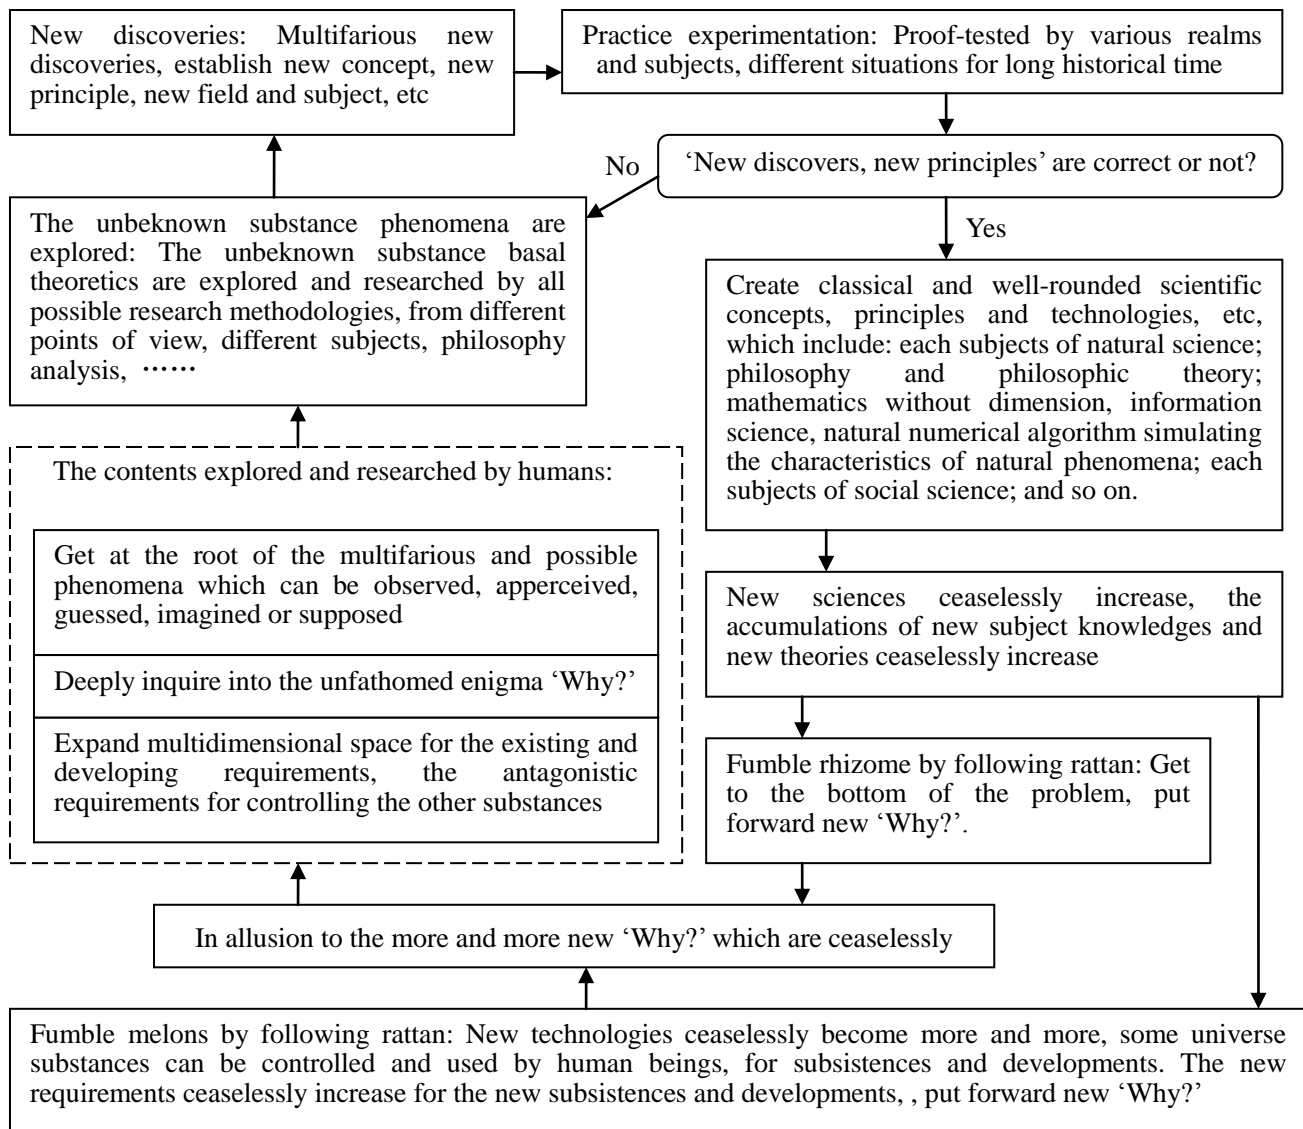 New discoveries: Multifarious new
discoveries, establish new concept, new
principle, new field and subject, etc
Practice experimentation: Proof-tested by various realms
and subjects, different situations for long historical time
‘New discovers, new principles’ are correct or not?
No
Yes
The unbeknown substance phenomena are
explored: The unbeknown substance basal
theoretics are explored and researched by all
possible research methodologies, from different
points of view, different subjects, philosophy
analysis, ……
Create classical and well-rounded scientific
concepts, principles and technologies, etc,
which include: each subjects of natural science;
philosophy and philosophic theory;
mathematics without dimension, information
science, natural numerical algorithm simulating
the characteristics of natural phenomena; each
subjects of social science; and so on.
The contents explored and researched by humans:
Get at the root of the multifarious and possible
phenomena which can be observed, apperceived,
guessed, imagined or supposed
Deeply inquire into the unfathomed enigma ‘Why?’
Expand multidimensional space for the existing and
developing requirements, the antagonistic
requirements for controlling the other substances
New sciences ceaselessly increase, the
accumulations of new subject knowledges and
new theories ceaselessly increase
Fumble rhizome by following rattan: Get
to the bottom of the problem, put
forward new ‘Why?’.
In allusion to the more and more new ‘Why?’ which are ceaselessly
Fumble melons by following rattan: New technologies ceaselessly become more and more, some universe
substances can be controlled and used by human beings, for subsistences and developments. The new
requirements ceaselessly increase for the new subsistences and developments, , put forward new ‘Why?’